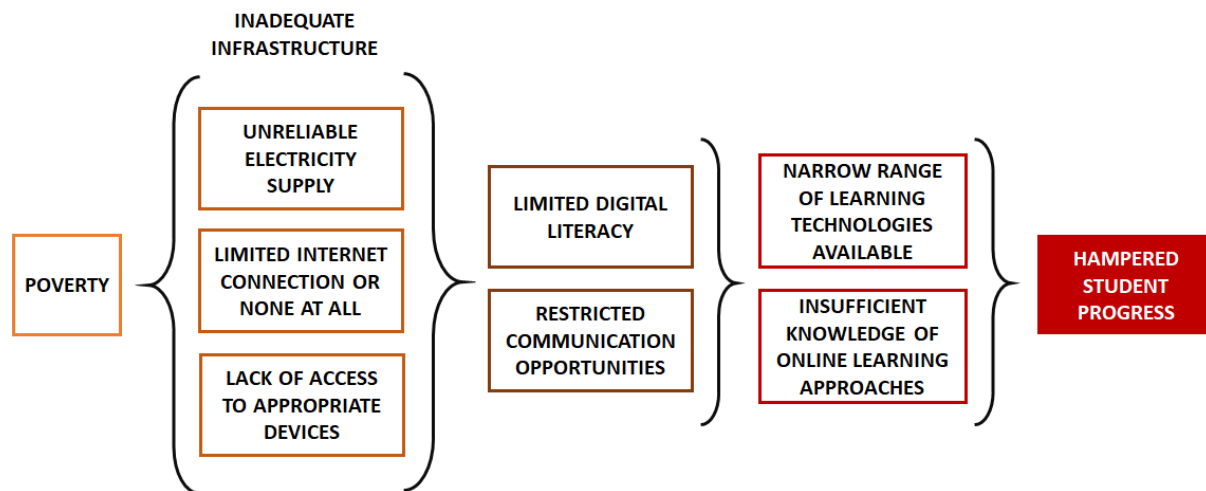 INADEQUATE
INFRASTRUCTURE
POVERTY
UNRELIABLE
ELECTRICITY
SUPPLY
LIMITED INTERNET
CONNECTION OR
NONE AT ALL
LACK OF ACCESS
TO APPROPRIATE
DEVICES
LIMITED DIGITAL
LITERACY
RESTRICTED
COMMUNICATION
OPPORTUNITIES
NARROW RANGE
OF LEARNING
TECHNOLOGIES
AVAILABLE
INSUFFICIENT
KNOWLEDGE OF
ONLINE LEARNING
APPROACHES
HAMPERED
STUDENT
PROGRESS